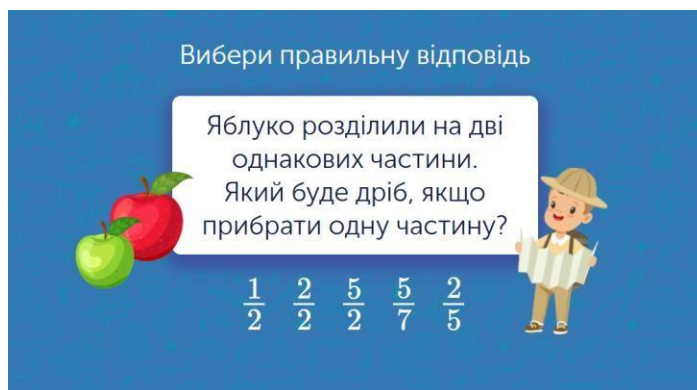 Вибери правильну відповідь
Яблуко розділили на дві
однакових частини.
Який буде дріб, якщо
прибрати одну частину?
1/2 2/2 5/2 5/7 2/5